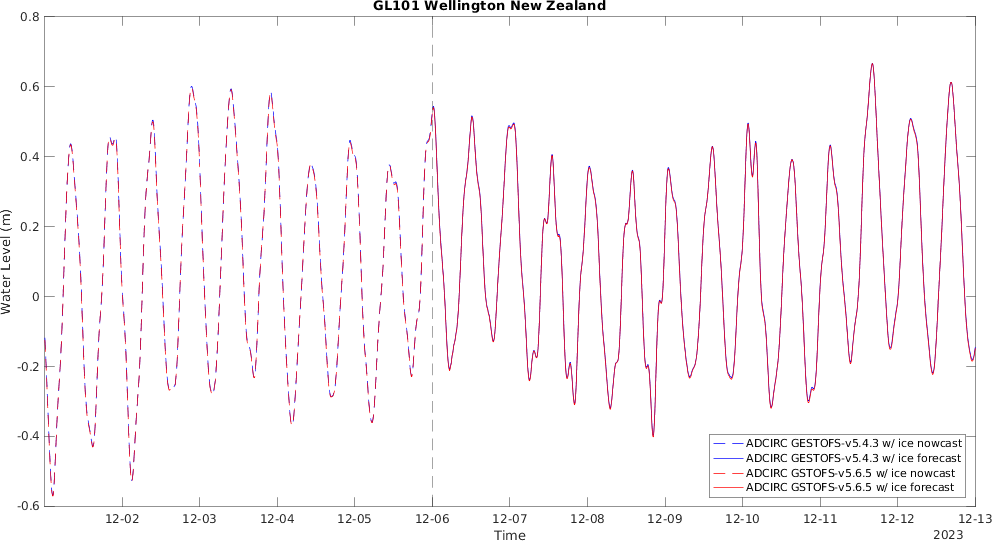 GL101 Wellington New Zealand
0.8
0.6
0.4
0.2
0
-0.2
-0.4
-0.6
Water Level (m)
ADCIRC GESTOFS-v5.4.3 w/ ice nowcast
ADCIRC GESTOFS-v5.4.3 w/ ice forecast
ADCIRC GSTOFS-v5.6.5 w/ ice nowcast
ADCIRC GSTOFS-v5.6.5 w/ ice forecast
12-02 12-03 12-04 12-05 12-06 12-07 12-08 12-09 12-10 12-11 12-12 12-13
Time
2023